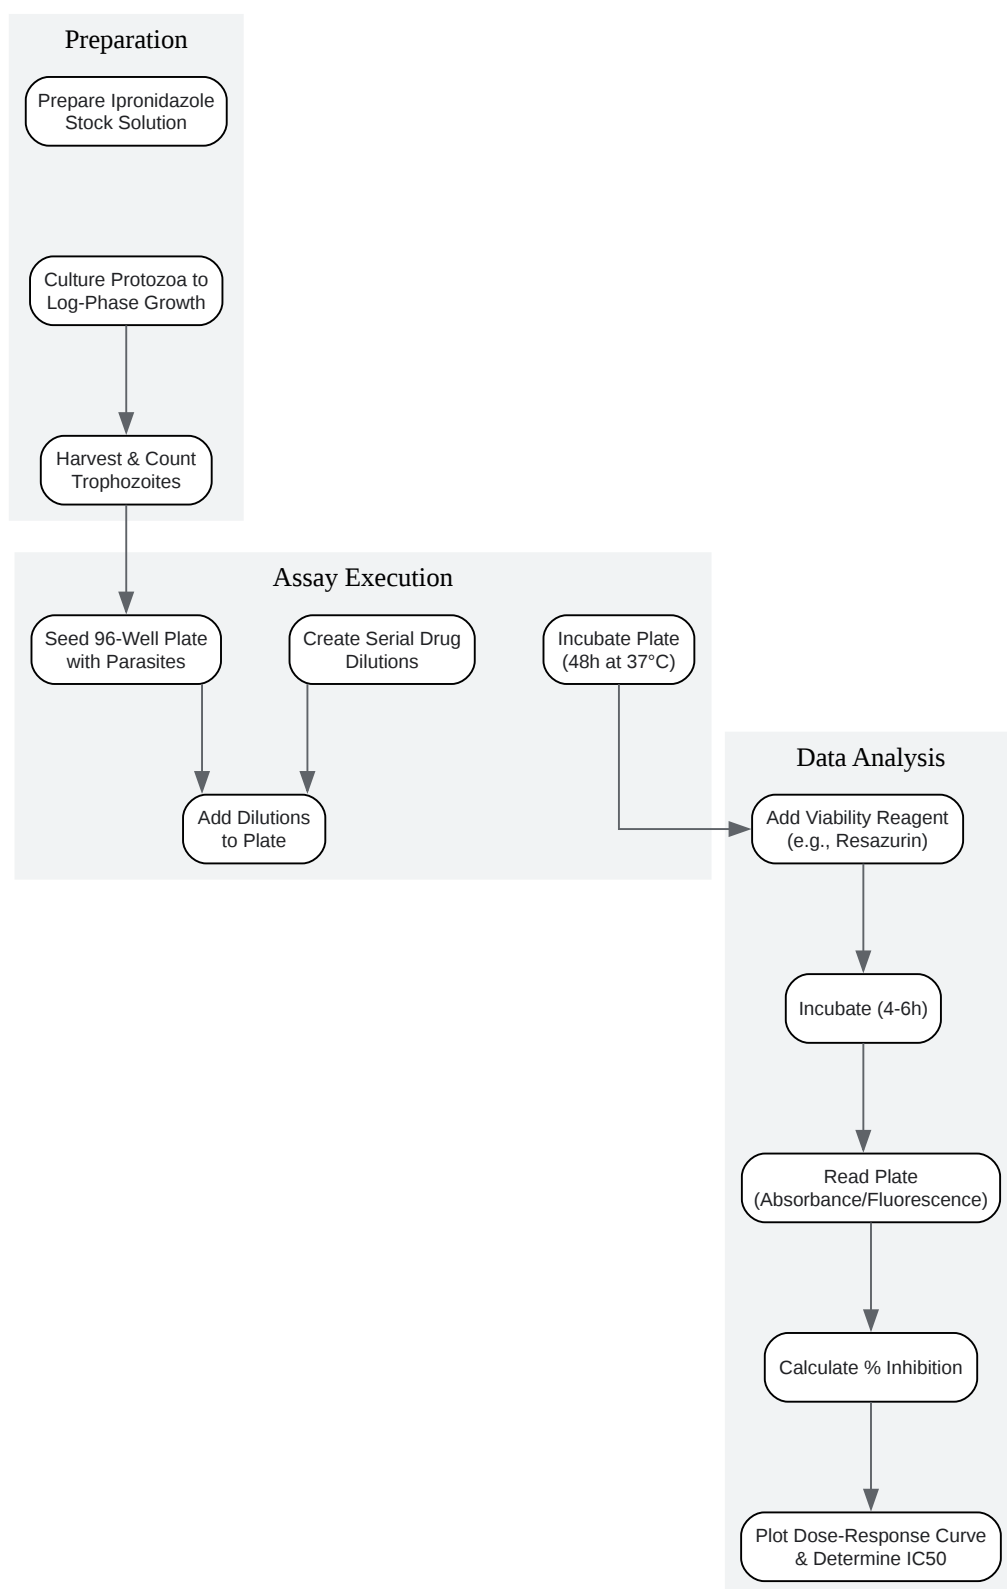 Preparation
Prepare Ipronidazole
Stock Solution
Culture Protozoa to
Log-Phase Growth
Harvest & Count
Trophozoites
Assay Execution
Seed 96-Well Plate
with Parasites
Create Serial Drug
Dilutions
Incubate Plate
(48h at 37°C)
Add Dilutions
to Plate
Data Analysis
Add Viability Reagent
(e.g., Resazurin)
Incubate (4-6h)
Read Plate
(Absorbance/Fluorescence)
Calculate % Inhibition
Plot Dose-Response Curve
& Determine IC50